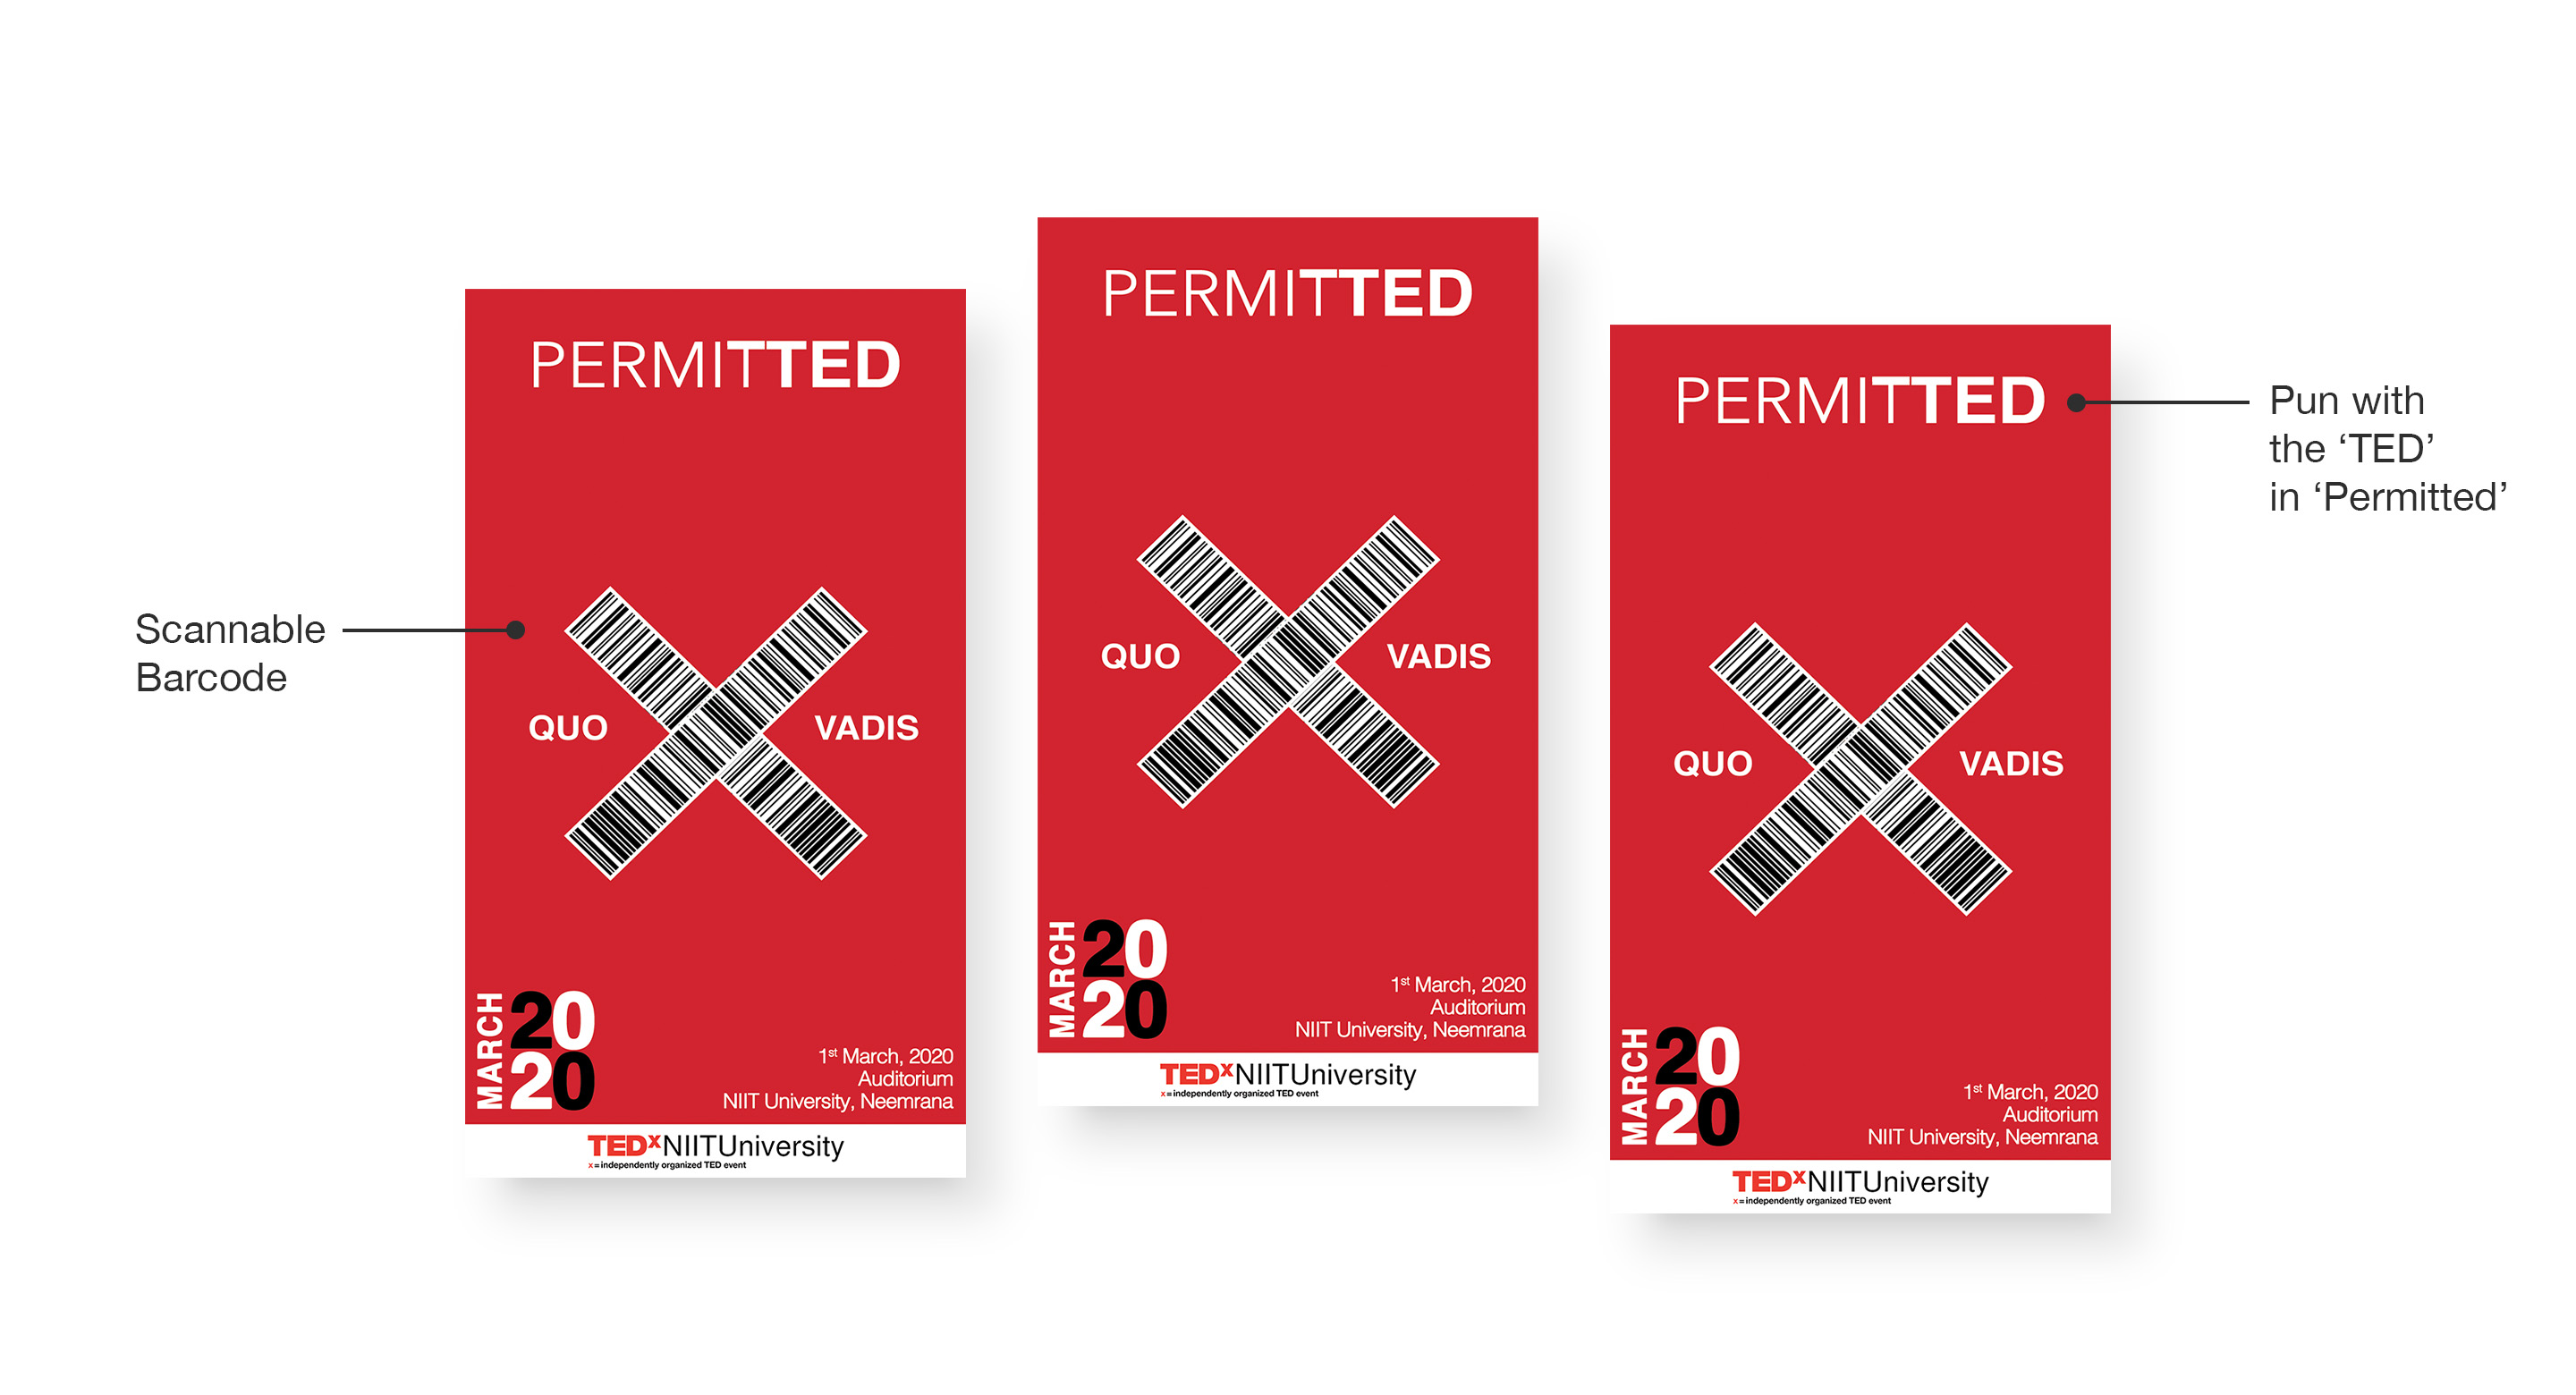 Scannable
Barcode
PERMITTED
QUO VADIS
MARCH
20
20
1st March, 2020
Auditorium
NIIT University, Neemrana
TEDxNIITUniversity
x = independently organized TED event
PERMITTED
QUO VADIS
MARCH
20
20
1st March, 2020
Auditorium
NIIT University, Neemrana
TEDxNIITUniversity
x = independently organized TED event
PERMITTED
QUO VADIS
MARCH
20
20
1st March, 2020
Auditorium
NIIT University, Neemrana
TEDxNIITUniversity
x = independently organized TED event
Pun with
the ‘TED’
in ‘Permitted’